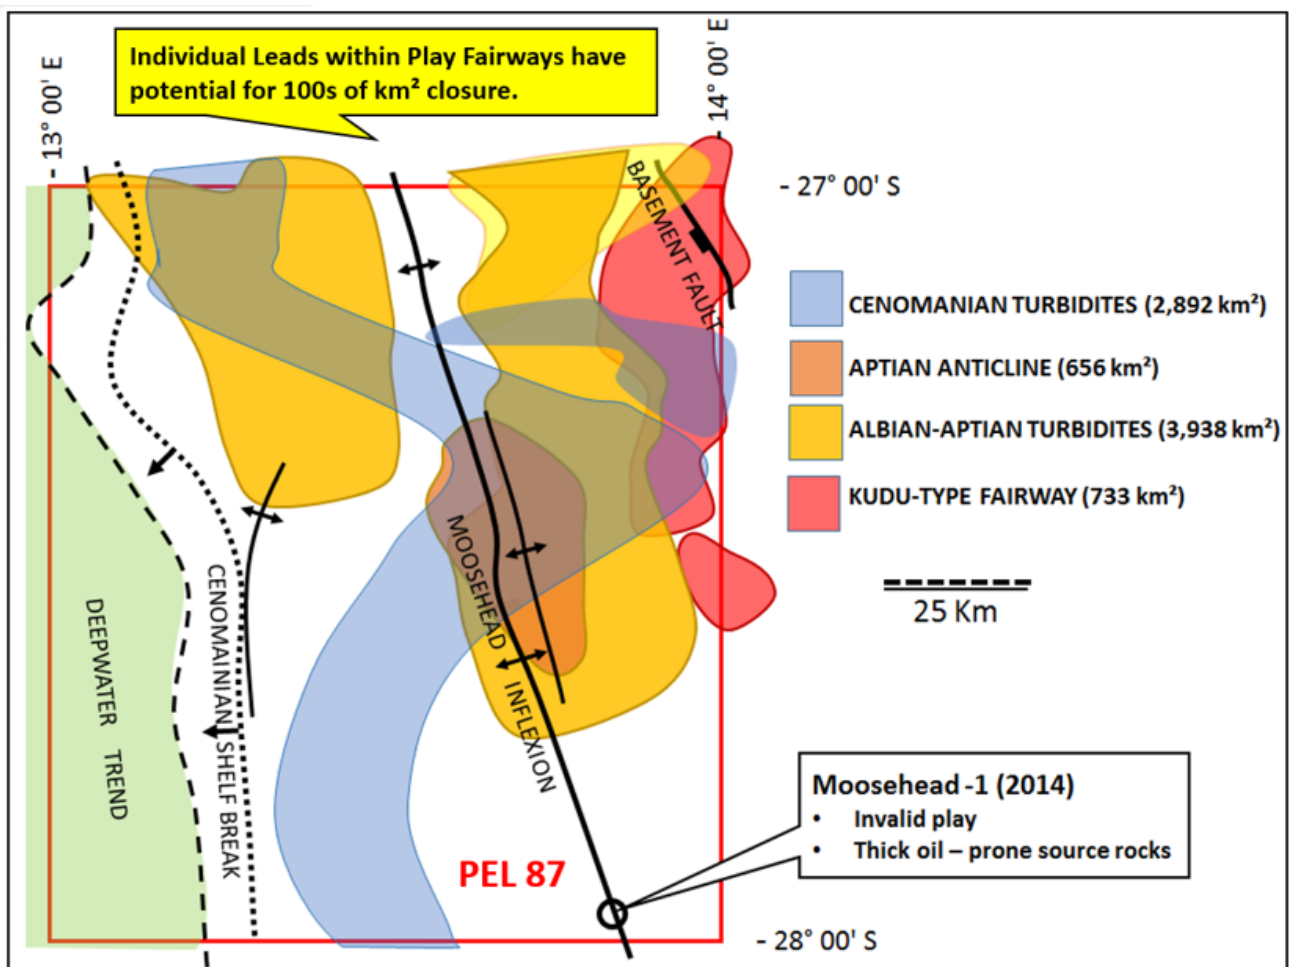 Individual Leads within Play Fairways have
potential for 100s of km² closure.
- 13° 00' E
- 14° 00' E
- 27° 00' S
BASEMENT FAULT
CENOMANIAN TURBIDITES (2,892 km²)
APTIAN ANTICLINE (656 km²)
ALBIAN-APTIAN TURBIDITES (3,938 km²)
KUDU-TYPE FAIRWAY (733 km²)
25 Km
MOOSEHEAD INFLEXION
CENOMAINIAN SHELF BREAK
DEEPWATER TREND
Moosehead -1 (2014)
• Invalid play
• Thick oil – prone source rocks
PEL 87
- 28° 00' S